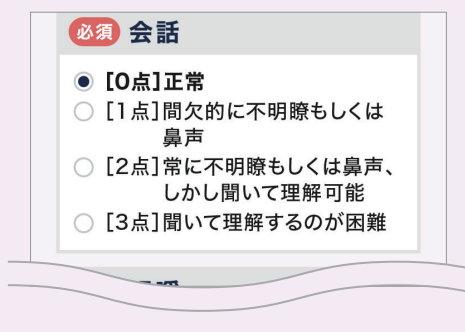 必須 会話
[0点]正常
[1点]間欠的に不明瞭もしくは
鼻声
[2点]常に不明瞭もしくは鼻声、
しかし聞いて理解可能
[3点]聞いて理解するのが困難